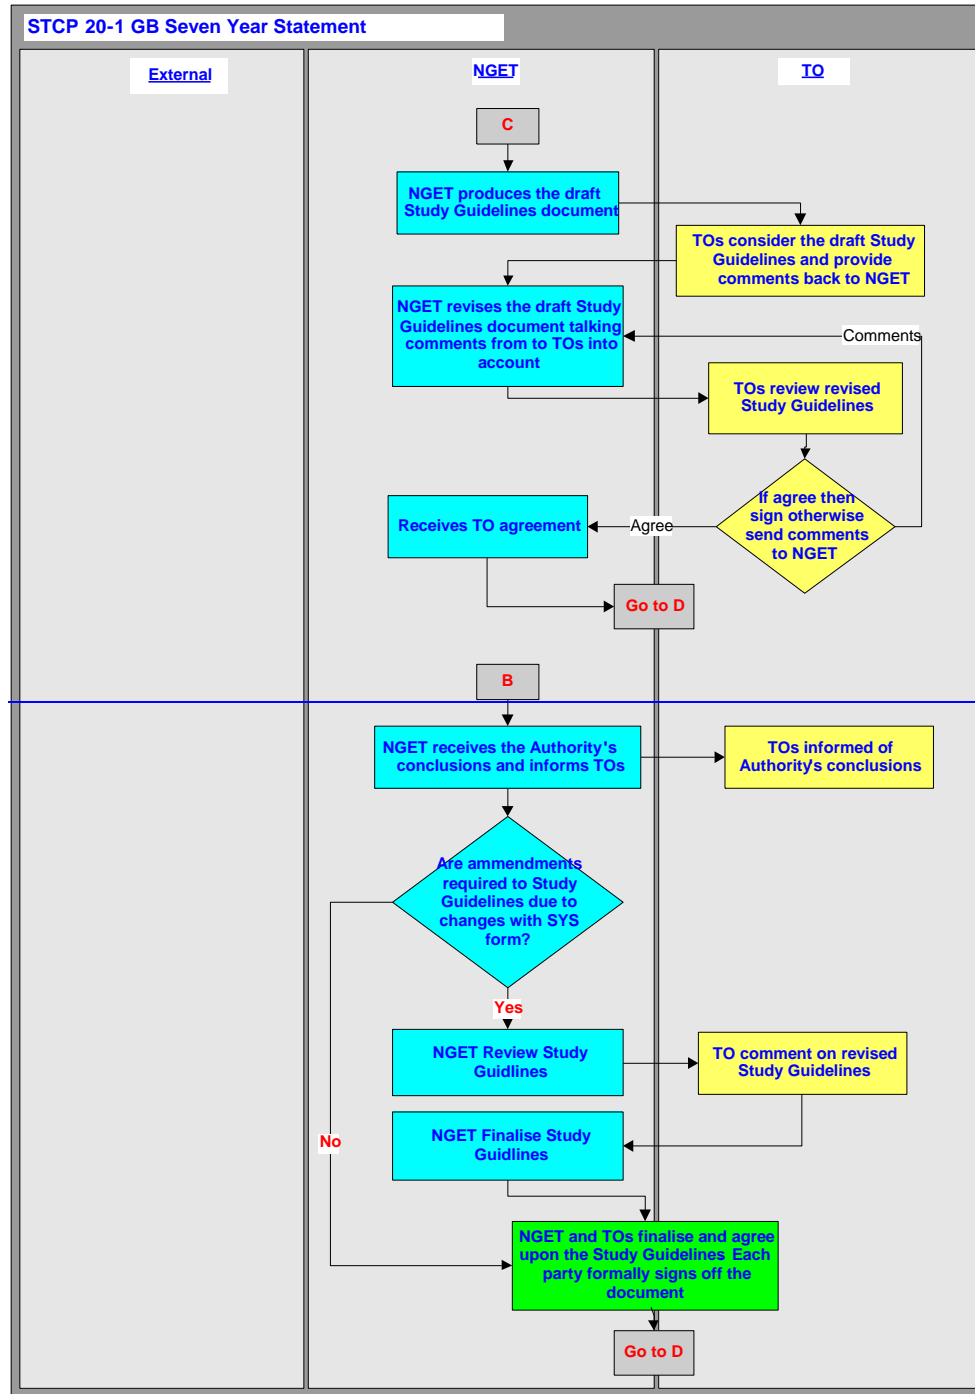 STCP 20-1 GB Seven Year Statement
External
NGET
TO
C
NGET produces the draft
Study Guidelines document
TOs consider the draft Study
Guidelines and provide
comments back to NGET
NGET revises the draft Study
Guidelines document talking
comments from to TOs into
account
Comments
TOs review revised
Study Guidelines
If agree then
sign otherwise
send comments
to NGET
Agree
Receives TO agreement
Go to D
B
NGET receives the Authority's
conclusions and informs TOs
TOs informed of
Authority's conclusions
Are ammendments
required to Study
Guidelines due to
changes with SYS
form?
Yes
NGET Review Study
Guidlines
TO comment on revised
Study Guidelines
NGET Finalise Study
Guidlines
No
NGET and TOs finalise and agree
upon the Study Guidelines Each
party formally signs off the
document
Go to D